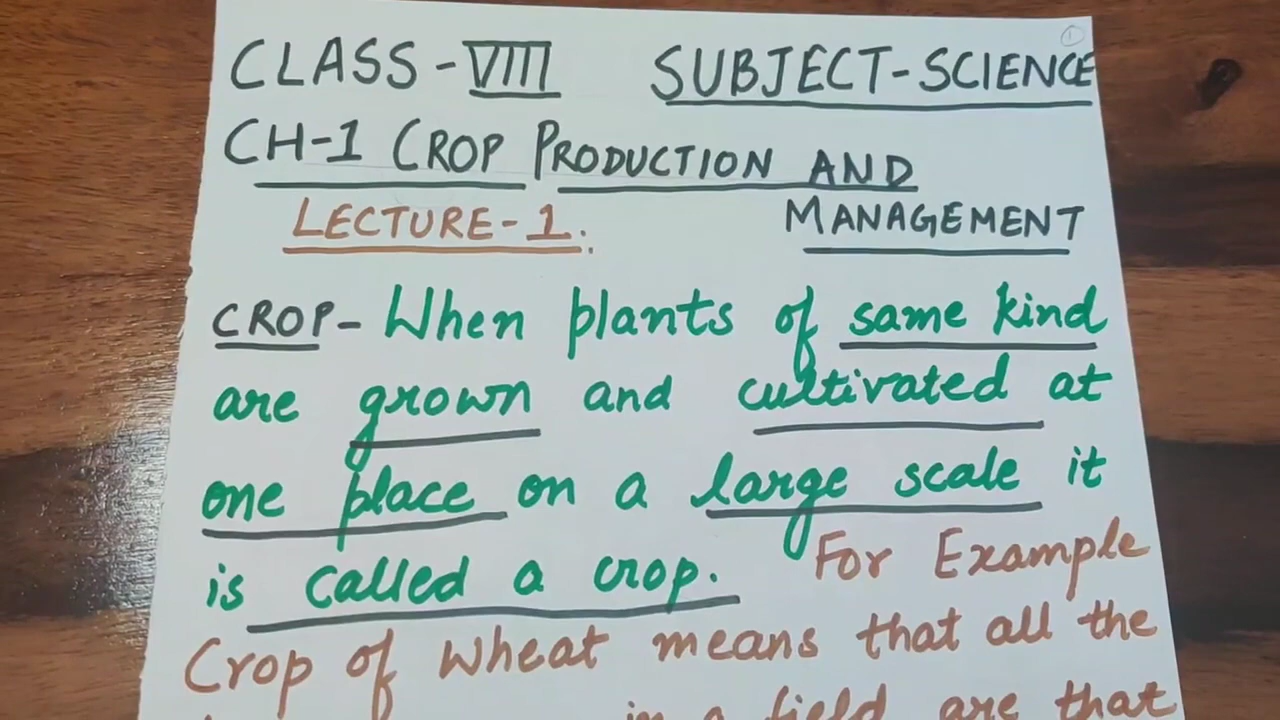 1
CLASS-VIII SUBJECT-SCIENCE
CH-1 CROP PRODUCTION AND
LECTURE-1. MANAGEMENT
CROP- When plants of same kind
are grown and cultivated at
one place on a large scale it
is called a crop. For Example
Crop of wheat means that all the
in a field are that